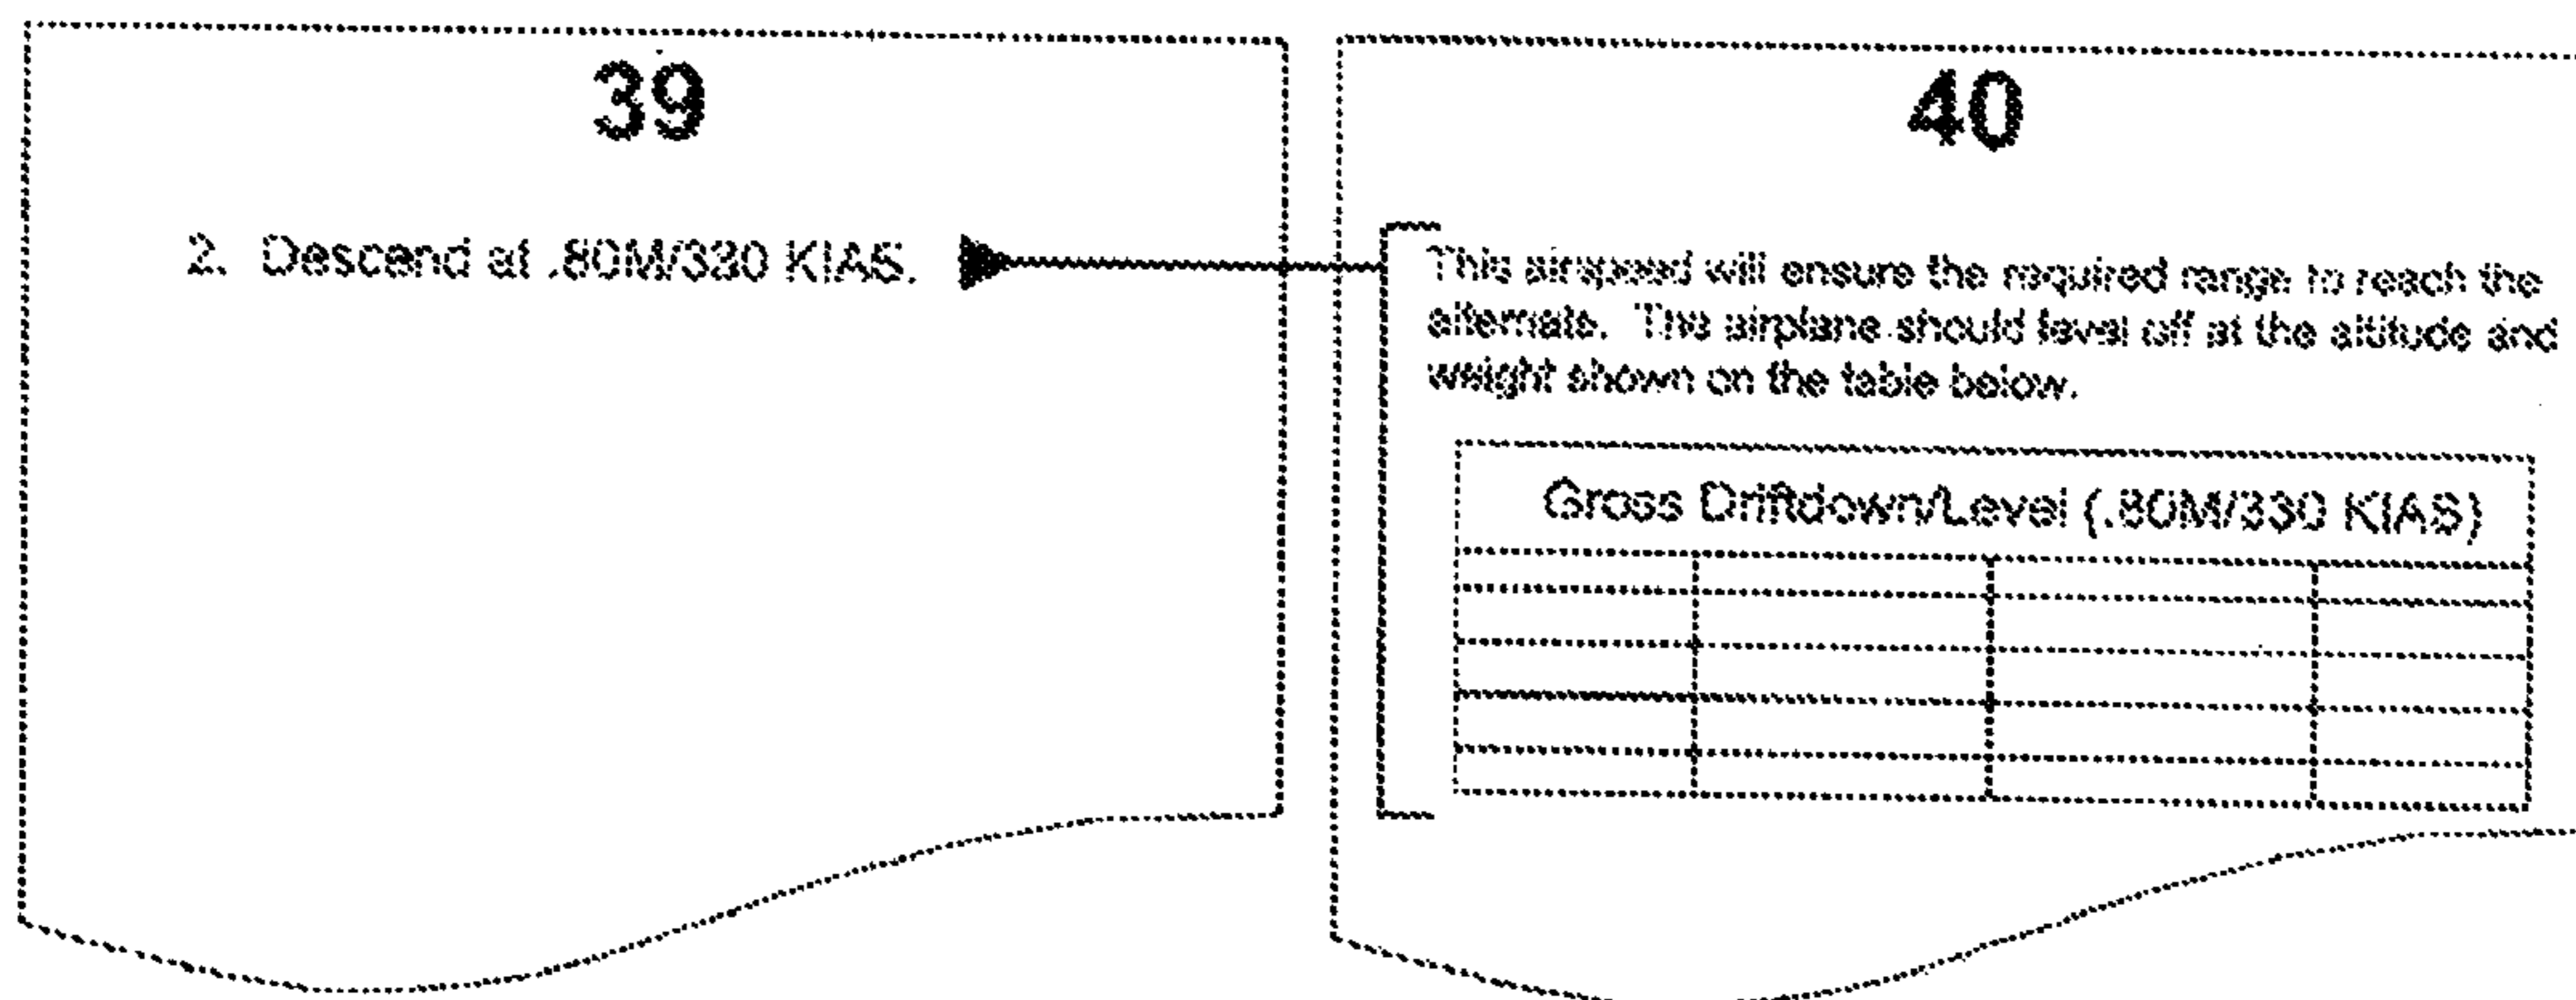 39
2. Descend at .80M/330 KIAS.
40
This airspeed will ensure the required range to reach the
alternate. The airplane should level off at the altitude and
weight shown on the table below.
Gross Driftdown/Level (.80M/330 KIAS)